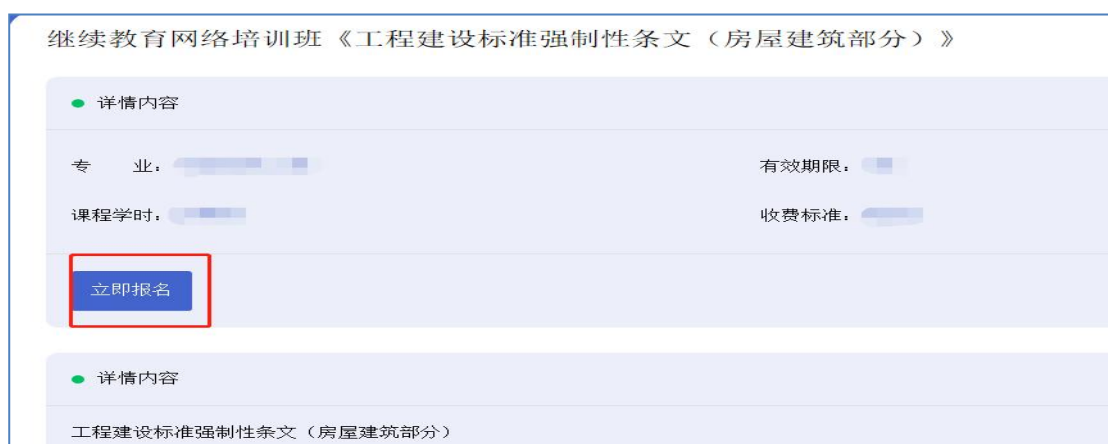 继续教育网络培训班《工程建设标准强制性条文（房屋建筑部分）》
详情内容
专　　业：
有效期限：
课程学时：
收费标准：
立即报名
详情内容
工程建设标准强制性条文（房屋建筑部分）